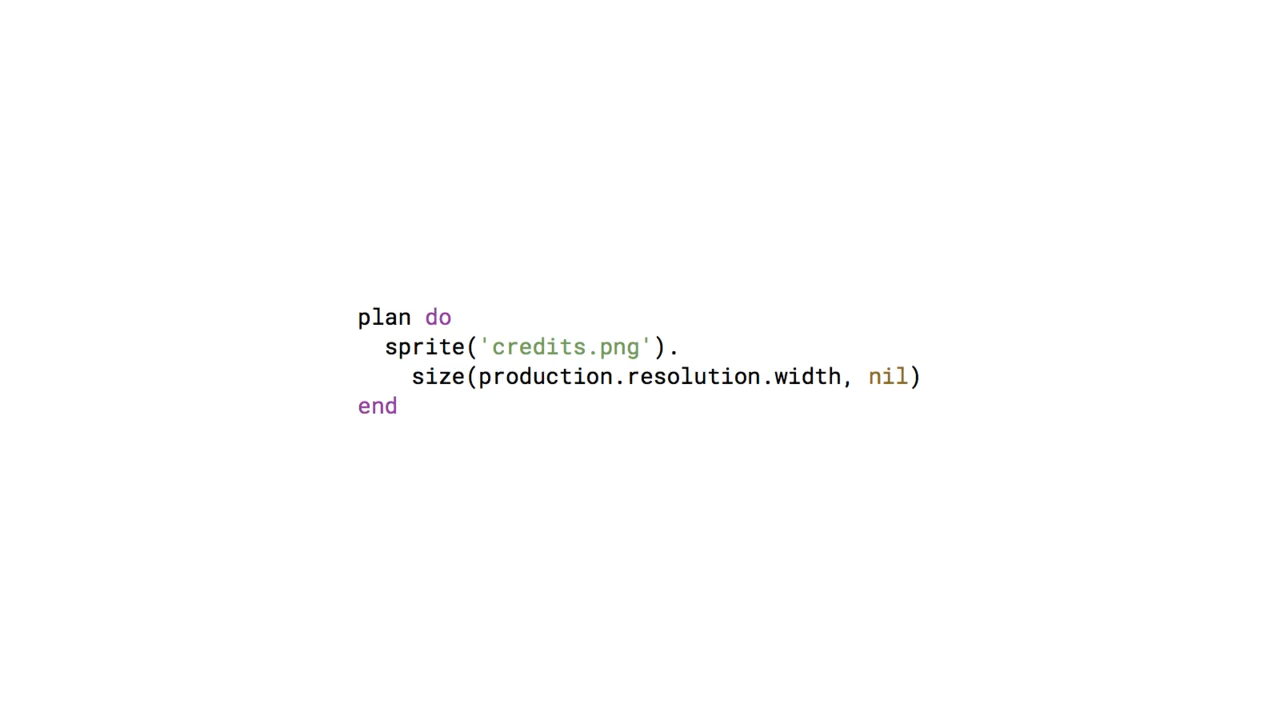 plan do
  sprite('credits.png').
    size(production.resolution.width, nil)
end